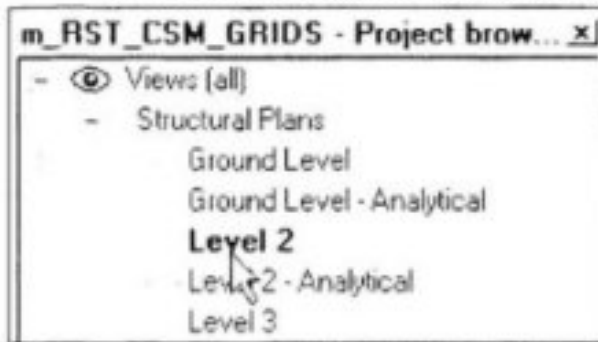 m_RST_CSM_GRIDS - Project brow... x
- Views (all)
- Structural Plans
Ground Level
Ground Level - Analytical
Level 2
Level 2 - Analytical
Level 3